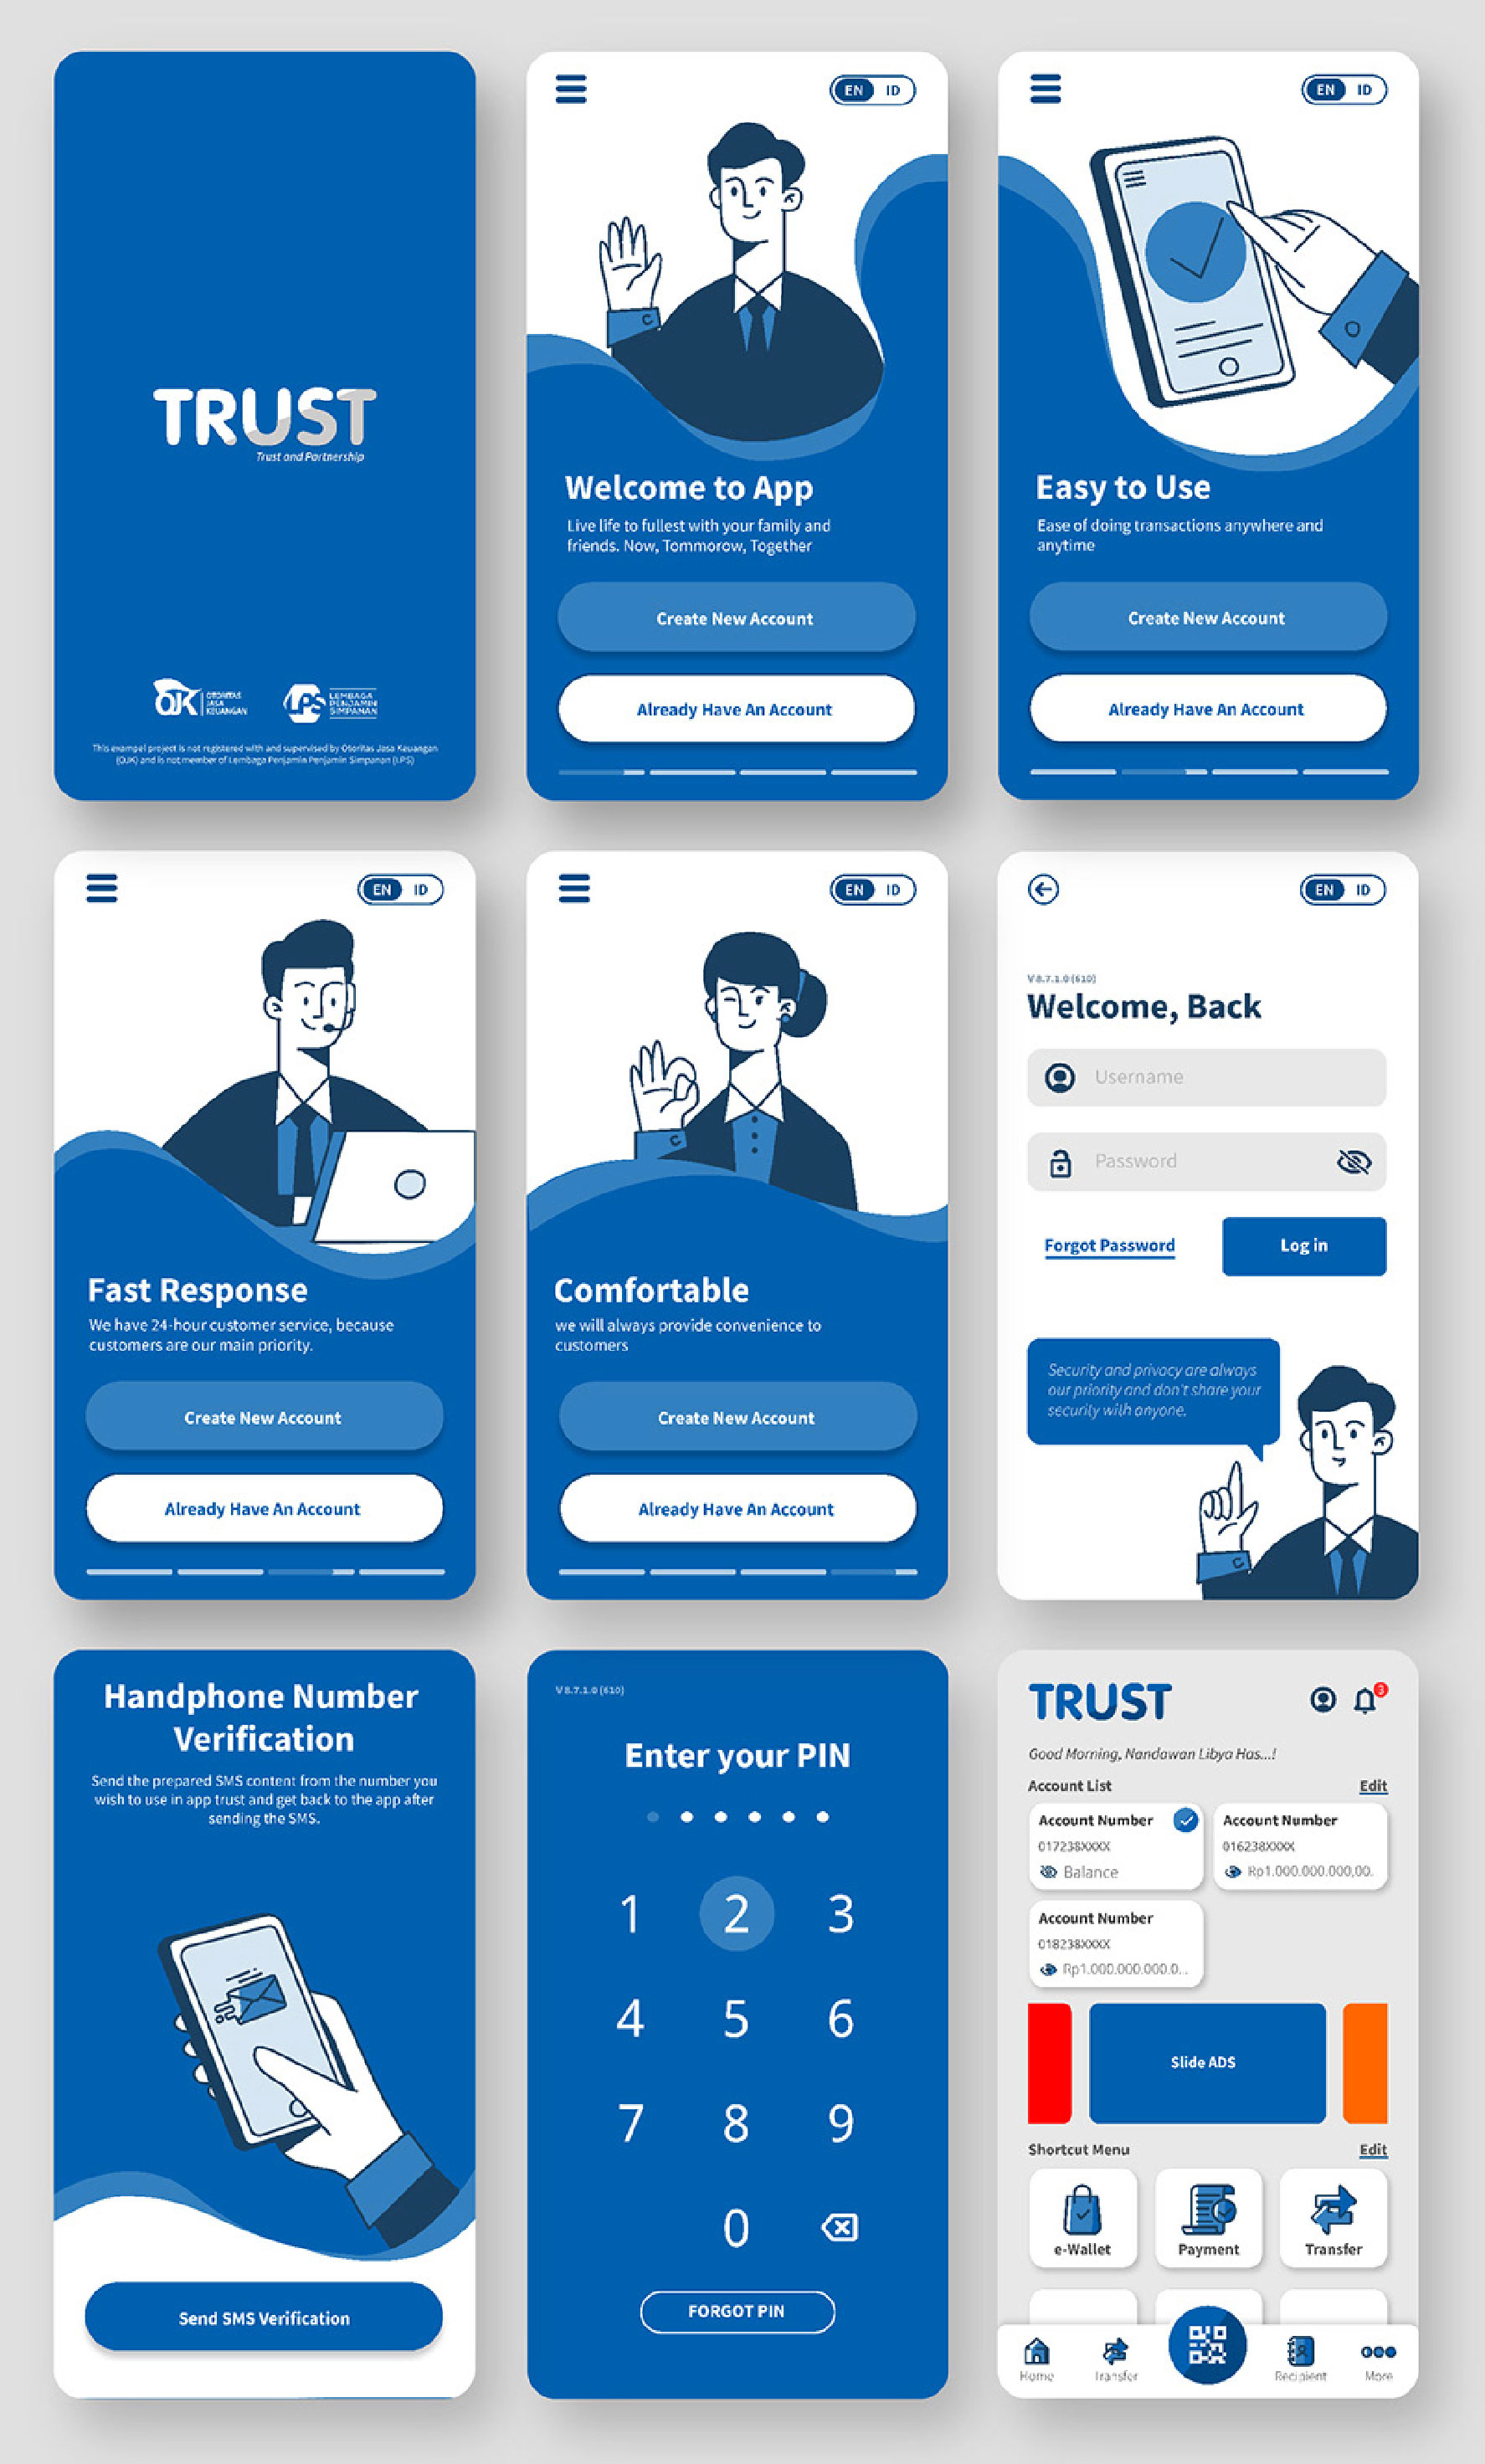 TRUST
Trust and Partnership
OJK
OTORITAS
JASA
KEUANGAN
LPS
LEMBAGA
PENJAMIN
SIMPANAN
This exampel project is not registered with and supervised by Otoritas Jasa Keuangan
(OJK) and is not member of Lembaga Penjamin Penjamin Simpanan (LPS)
EN ID
Welcome to App
Live life to fullest with your family and
friends. Now, Tommorow, Together
Create New Account
Already Have An Account
EN ID
Easy to Use
Ease of doing transactions anywhere and
anytime
Create New Account
Already Have An Account
EN ID
Fast Response
We have 24-hour customer service, because
customers are our main priority.
Create New Account
Already Have An Account
EN ID
Comfortable
we will always provide convenience to
customers
Create New Account
Already Have An Account
EN ID
V 8.7.1.0 (610)
Welcome, Back
Username
Password
Forgot Password
Log in
Security and privacy are always
our priority and don't share your
security with anyone.
Handphone Number
Verification
Send the prepared SMS content from the number you
wish to use in app trust and get back to the app after
sending the SMS.
Send SMS Verification
V 8.7.1.0 (610)
Enter your PIN
1 2 3
4 5 6
7 8 9
0
FORGOT PIN
TRUST
3
Good Morning, Nandawan Libya Has...!
Account List Edit
Account Number
017238XXXX
Balance
Account Number
016238XXXX
Rp1.000.000.000,00.
Account Number
018238XXXX
Rp1.000.000.000.0...
Slide ADS
Shortcut Menu Edit
e-Wallet Payment Transfer
Home Transfer Recipient More